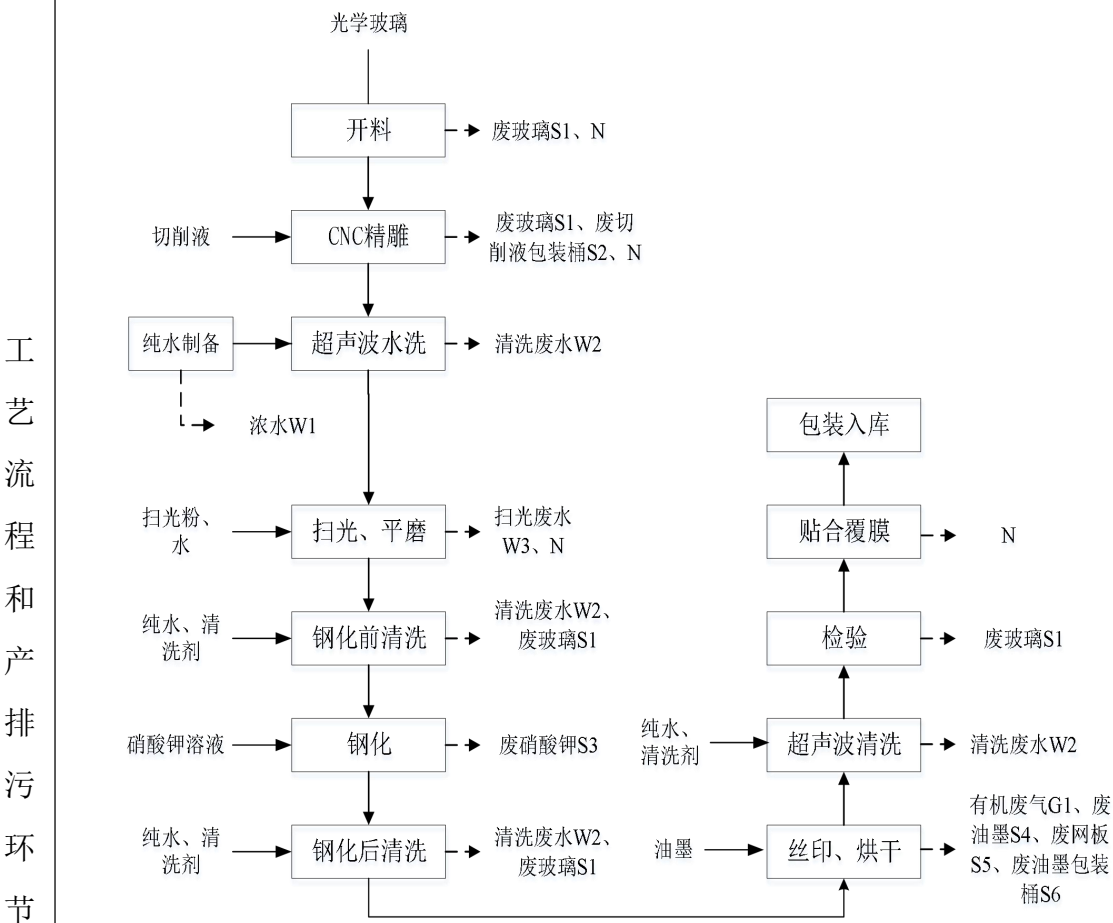 工
艺
流
程
和
产
排
污
环
节
光学玻璃
开料
废玻璃S1、N
切削液
CNC精雕
废玻璃S1、废切
削液包装桶S2、N
纯水制备
超声波水洗
清洗废水W2
浓水W1
扫光粉、
水
扫光、平磨
扫光废水
W3、N
纯水、清
洗剂
钢化前清洗
清洗废水W2、
废玻璃S1
硝酸钾溶液
钢化
废硝酸钾S3
纯水、清
洗剂
钢化后清洗
清洗废水W2、
废玻璃S1
油墨
丝印、烘干
有机废气G1、废
油墨S4、废网板
S5、废油墨包装
桶S6
纯水、
清洗剂
超声波清洗
清洗废水W2
检验
废玻璃S1
贴合覆膜
N
包装入库